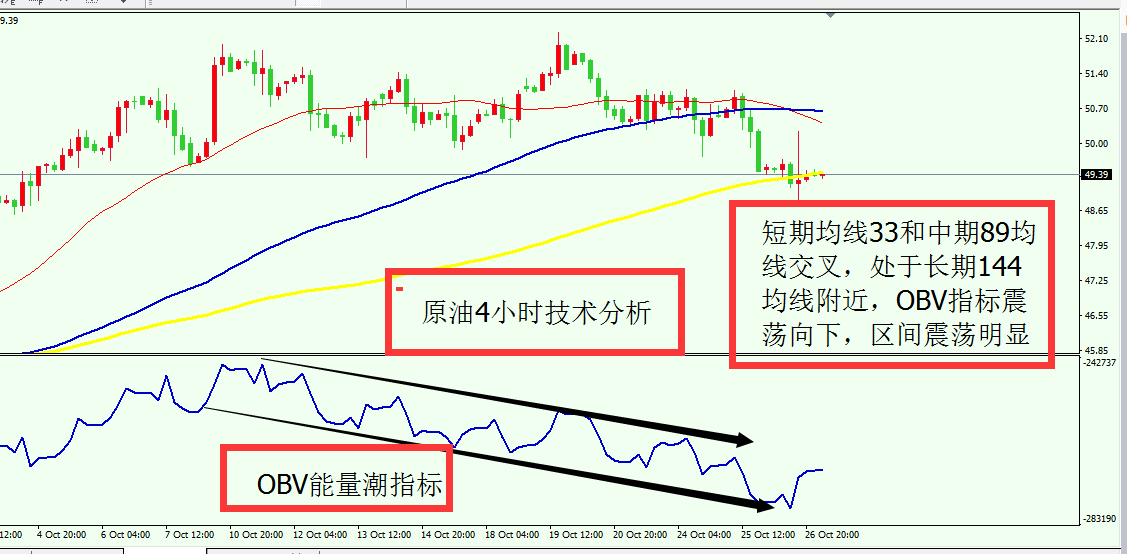 9.39
52.10
51.40
50.70
50.00
49.39
48.65
47.95
47.25
46.55
45.85
短期均线33和中期89均
线交叉，处于长期144
均线附近，OBV指标震
荡向下，区间震荡明显
原油4小时技术分析
-242737
OBV能量潮指标
-283190
12:00
4 Oct 20:00
6 Oct 04:00
7 Oct 12:00
10 Oct 20:00
12 Oct 04:00
13 Oct 12:00
14 Oct 20:00
18 Oct 04:00
19 Oct 12:00
20 Oct 20:00
24 Oct 04:00
25 Oct 12:00
26 Oct 20:00